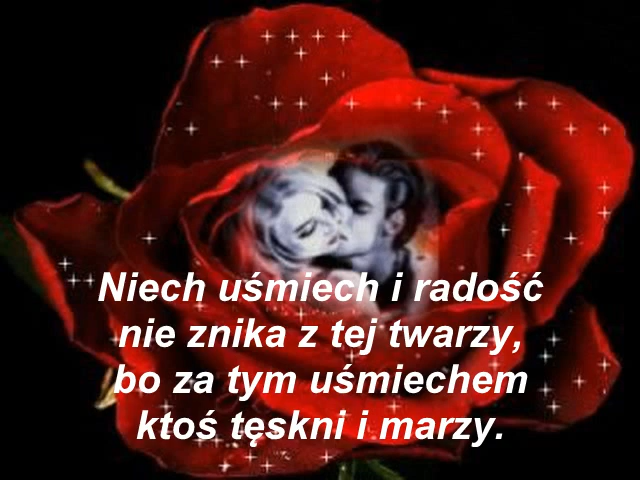 Niech uśmiech i radość
nie znika z tej twarzy,
bo za tym uśmiechem
ktoś tęskni i marzy.